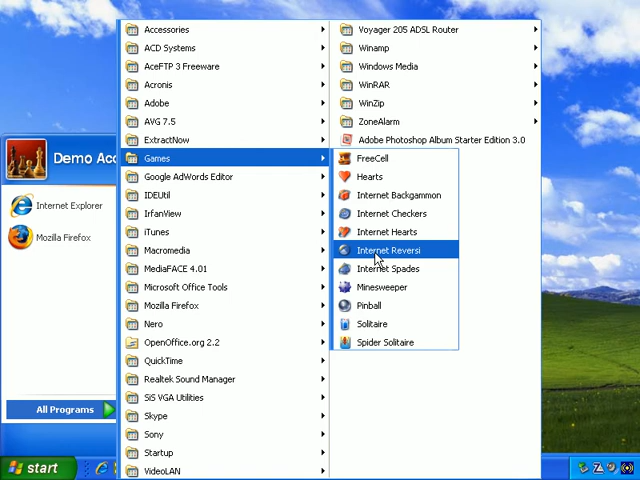 Accessories
ACD Systems
AceFTP 3 Freeware
Acronis
Adobe
AVG 7.5
ExtractNow
Games
Google AdWords Editor
IDEUtil
IrfanView
iTunes
Macromedia
MediaFACE 4.01
Microsoft Office Tools
Mozilla Firefox
Nero
OpenOffice.org 2.2
QuickTime
Realtek Sound Manager
SiS VGA Utilities
Skype
Sony
Startup
VideoLAN
Voyager 205 ADSL Router
Winamp
Windows Media
WinRAR
WinZip
ZoneAlarm
Adobe Photoshop Album Starter Edition 3.0
FreeCell
Hearts
Internet Backgammon
Internet Checkers
Internet Hearts
Internet Reversi
Internet Spades
Minesweeper
Pinball
Solitaire
Spider Solitaire
Demo Acc
Internet Explorer
Mozilla Firefox
All Programs
start